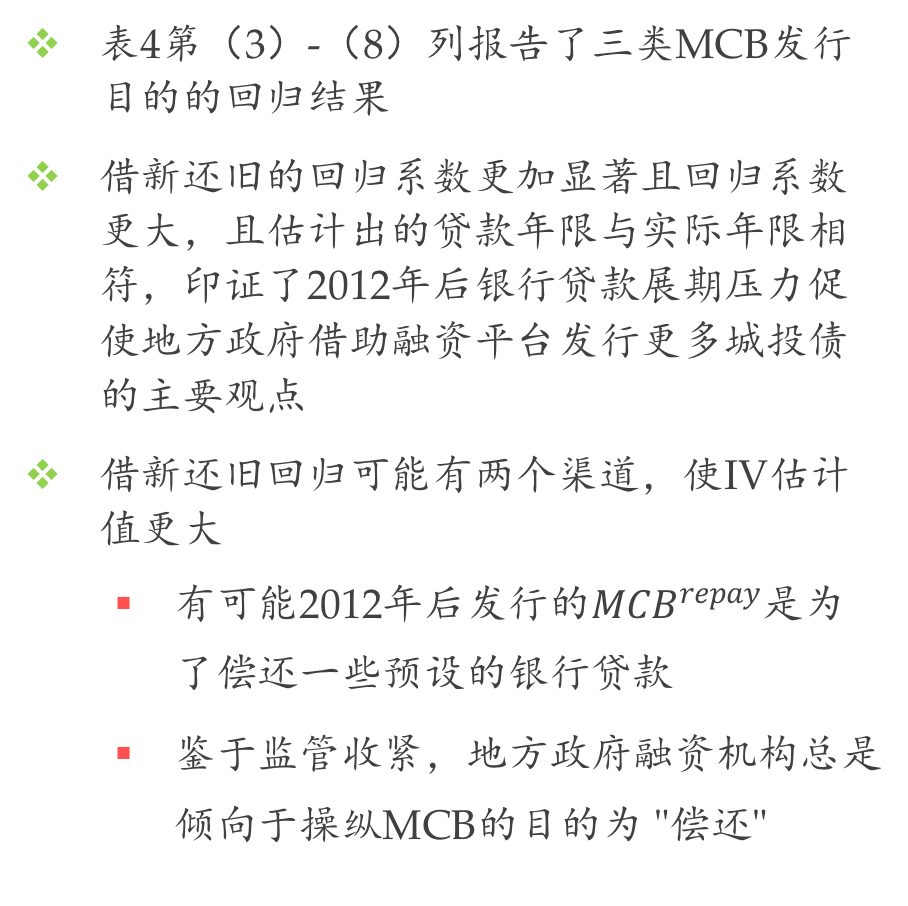 ❖ 表4第（3）-（8）列报告了三类MCB发行
目的的回归结果
❖ 借新还旧的回归系数更加显著且回归系数
更大，且估计出的贷款年限与实际年限相
符，印证了2012年后银行贷款展期压力促
使地方政府借助融资平台发行更多城投债
的主要观点
❖ 借新还旧回归可能有两个渠道，使IV估计
值更大
▪ 有可能2012年后发行的MCB^repay是为
了偿还一些预设的银行贷款
▪ 鉴于监管收紧，地方政府融资机构总是
倾向于操纵MCB的目的为 "偿还"